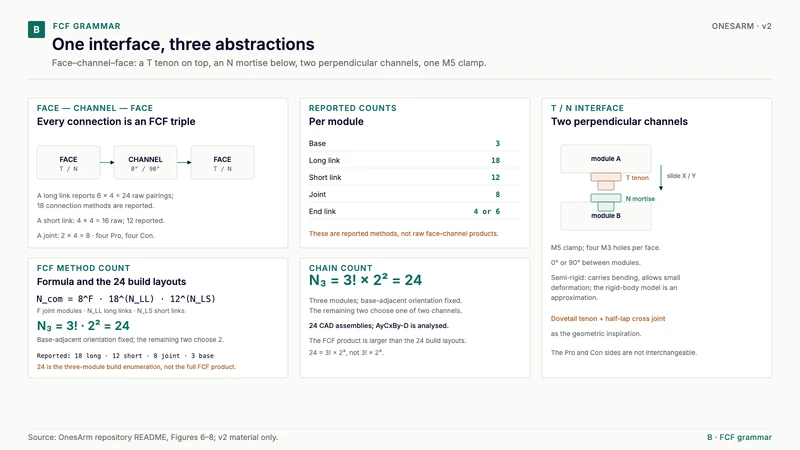 B
FCF GRAMMAR
ONESARM · v2
One interface, three abstractions
Face–channel–face: a T tenon on top, an N mortise below, two perpendicular channels, one M5 clamp.
FACE — CHANNEL — FACE
Every connection is an FCF triple
FACE
T / N
CHANNEL
0° / 90°
FACE
T / N
A long link reports 6 × 4 = 24 raw pairings;
18 connection methods are reported.
A short link: 4 × 4 = 16 raw; 12 reported.
A joint: 2 × 4 = 8 · four Pro, four Con.
REPORTED COUNTS
Per module
Base 3
Long link 18
Short link 12
Joint 8
End link 4 or 6
These are reported methods, not raw face–channel products.
T / N INTERFACE
Two perpendicular channels
module A
T tenon
slide X / Y
N mortise
module B
M5 clamp; four M3 holes per face.
0° or 90° between modules.
Semi-rigid: carries bending, allows small
deformation; the rigid-body model is an
approximation.
Dovetail tenon + half-lap cross joint
as the geometric inspiration.
The Pro and Con sides are not interchangeable.
FCF METHOD COUNT
Formula and the 24 build layouts
N_com = 8^F · 18^(N_LL) · 12^(N_LS)
F joint modules · N_LL long links · N_LS short links
N₃ = 3! · 2² = 24
Base-adjacent orientation fixed; the remaining two choose 2.
Reported: 18 long · 12 short · 8 joint · 3 base
24 is the three-module build enumeration, not the full FCF product.
CHAIN COUNT
N₃ = 3! × 2² = 24
Three modules; base-adjacent orientation fixed.
The remaining two choose one of two channels.
24 CAD assemblies; AyCxBy-D is analysed.
The FCF product is larger than the 24 build layouts.
24 = 3! × 2², not 3! × 2³.
Source: OnesArm repository README, Figures 6–8; v2 material only.
B · FCF grammar